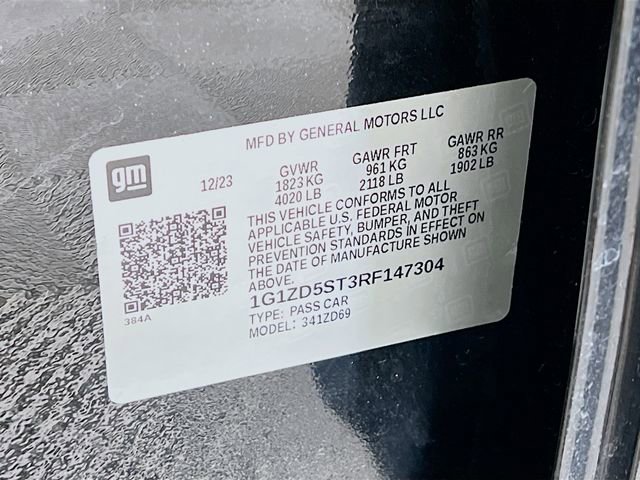 MFD BY GENERAL MOTORS LLC
gm
12/23
GVWR
1823 KG
4020 LB
GAWR FRT
961 KG
2118 LB
GAWR RR
863 KG
1902 LB
THIS VEHICLE CONFORMS TO ALL
APPLICABLE U.S. FEDERAL MOTOR
VEHICLE SAFETY, BUMPER, AND THEFT
PREVENTION STANDARDS IN EFFECT ON
THE DATE OF MANUFACTURE SHOWN
ABOVE.
1G1ZD5ST3RF147304
TYPE: PASS CAR
MODEL: 341ZD69
384A